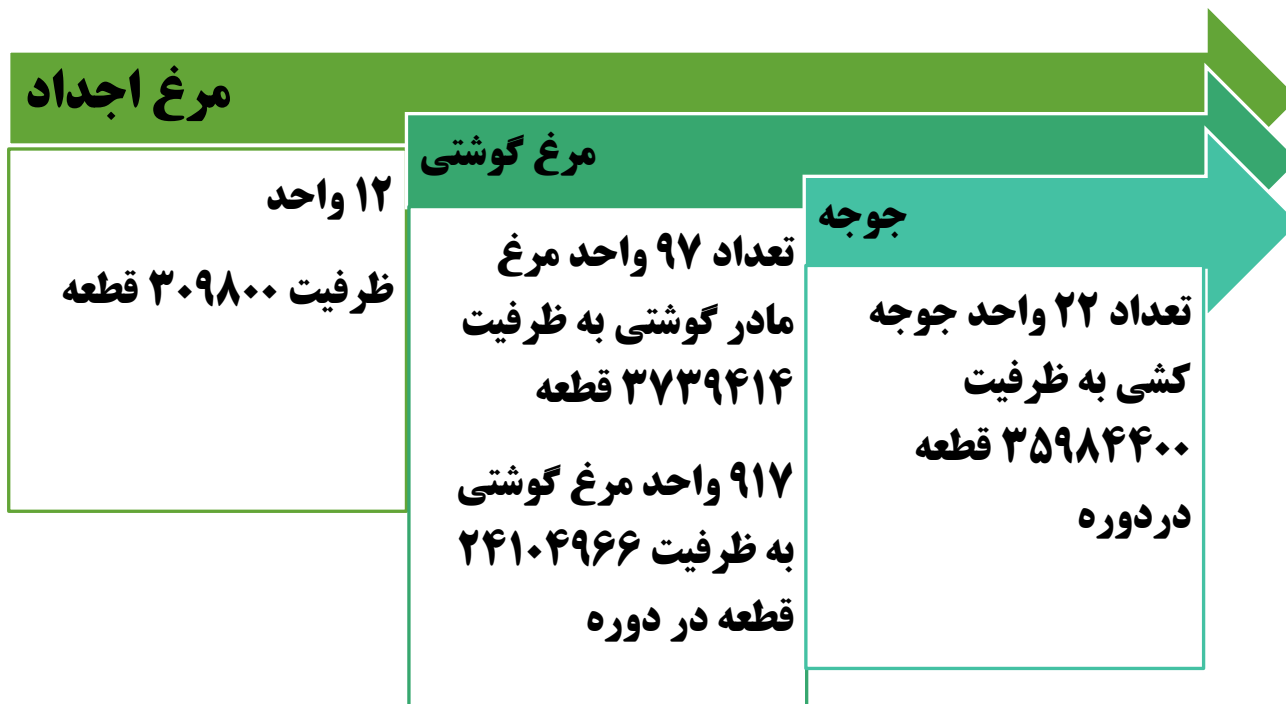 مرغ اجداد
۱۲ واحد
ظرفیت ۳۰۹۸۰۰ قطعه
مرغ گوشتی
تعداد ۹۷ واحد مرغ
مادر گوشتی به ظرفیت
۳۷۳۹۴۱۴ قطعه
۹۱۷ واحد مرغ گوشتی
به ظرفیت ۲۴۱۰۴۹۶۶
قطعه در دوره
جوجه
تعداد ۲۲ واحد جوجه
کشی به ظرفیت
۳۵۹۸۴۴۰۰ قطعه
دردوره